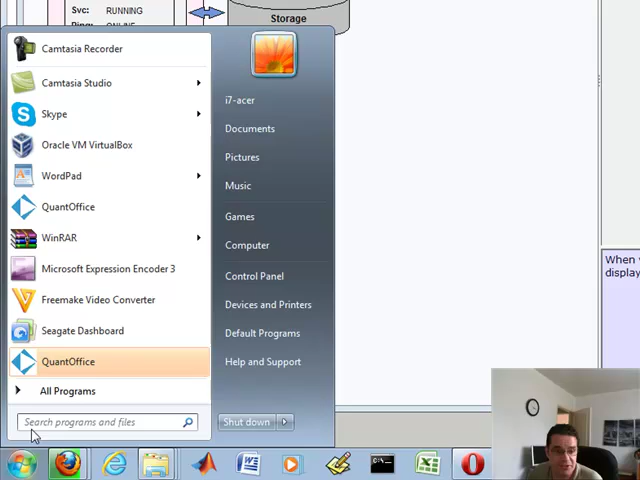 Svc: RUNNING
Ping: ONLINE
Storage
Camtasia Recorder
Camtasia Studio
Skype
Oracle VM VirtualBox
WordPad
QuantOffice
WinRAR
Microsoft Expression Encoder 3
Freemake Video Converter
Seagate Dashboard
QuantOffice
All Programs
Search programs and files
i7-acer
Documents
Pictures
Music
Games
Computer
Control Panel
Devices and Printers
Default Programs
Help and Support
Shut down
When
display